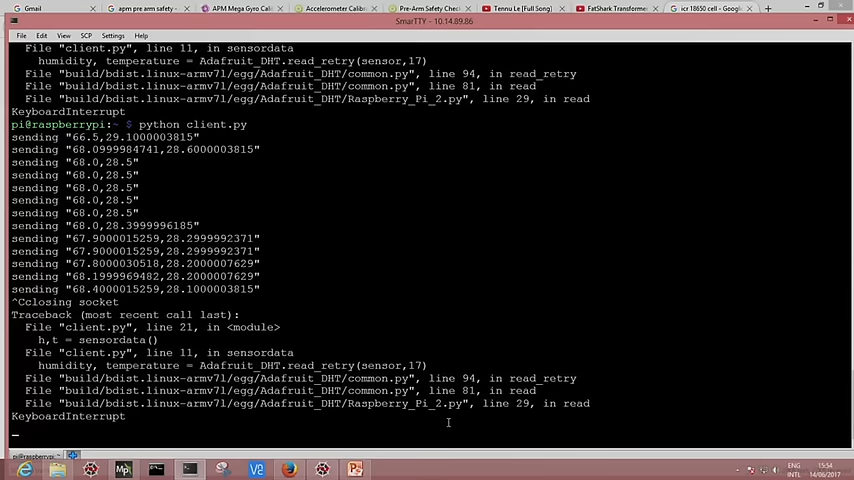 Gmail
apm pre arm safety -
APM Mega Gyro Cali
Accelerometer Calibr
Pre-Arm Safety Chec
Tennu Le [Full Song]
FatShark Transforme
icr 18650 cell - Google
SmarTTY - 10.14.89.86
File Edit View SCP Settings Help
File "client.py", line 11, in sensordata
humidity, temperature = Adafruit_DHT.read_retry(sensor,17)
File "build/bdist.linux-armv7l/egg/Adafruit_DHT/common.py", line 94, in read_retry
File "build/bdist.linux-armv7l/egg/Adafruit_DHT/common.py", line 81, in read
File "build/bdist.linux-armv7l/egg/Adafruit_DHT/Raspberry_Pi_2.py", line 29, in read
KeyboardInterrupt
pi@raspberrypi:~ $ python client.py
sending "66.5,29.1000003815"
sending "68.0999984741,28.6000003815"
sending "68.0,28.5"
sending "68.0,28.5"
sending "68.0,28.5"
sending "68.0,28.5"
sending "68.0,28.5"
sending "68.0,28.3999996185"
sending "67.9000015259,28.2999992371"
sending "67.9000015259,28.2999992371"
sending "67.8000030518,28.2000007629"
sending "68.1999969482,28.2000007629"
sending "68.4000015259,28.1000003815"
^Cclosing socket
Traceback (most recent call last):
File "client.py", line 21, in <module>
h,t = sensordata()
File "client.py", line 11, in sensordata
humidity, temperature = Adafruit_DHT.read_retry(sensor,17)
File "build/bdist.linux-armv7l/egg/Adafruit_DHT/common.py", line 94, in read_retry
File "build/bdist.linux-armv7l/egg/Adafruit_DHT/common.py", line 81, in read
File "build/bdist.linux-armv7l/egg/Adafruit_DHT/Raspberry_Pi_2.py", line 29, in read
KeyboardInterrupt
pi@raspberrypi: ~
ENG 15:54
INTL 14/06/2017